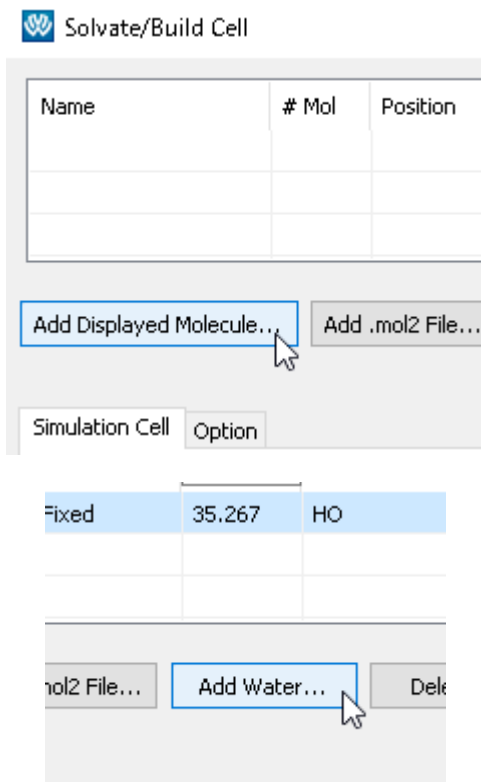 Solvate/Build Cell
Name # Mol Position
Add Displayed Molecule... Add .mol2 File...
Simulation Cell Option
Fixed 35.267 HO
mol2 File... Add Water... Dele